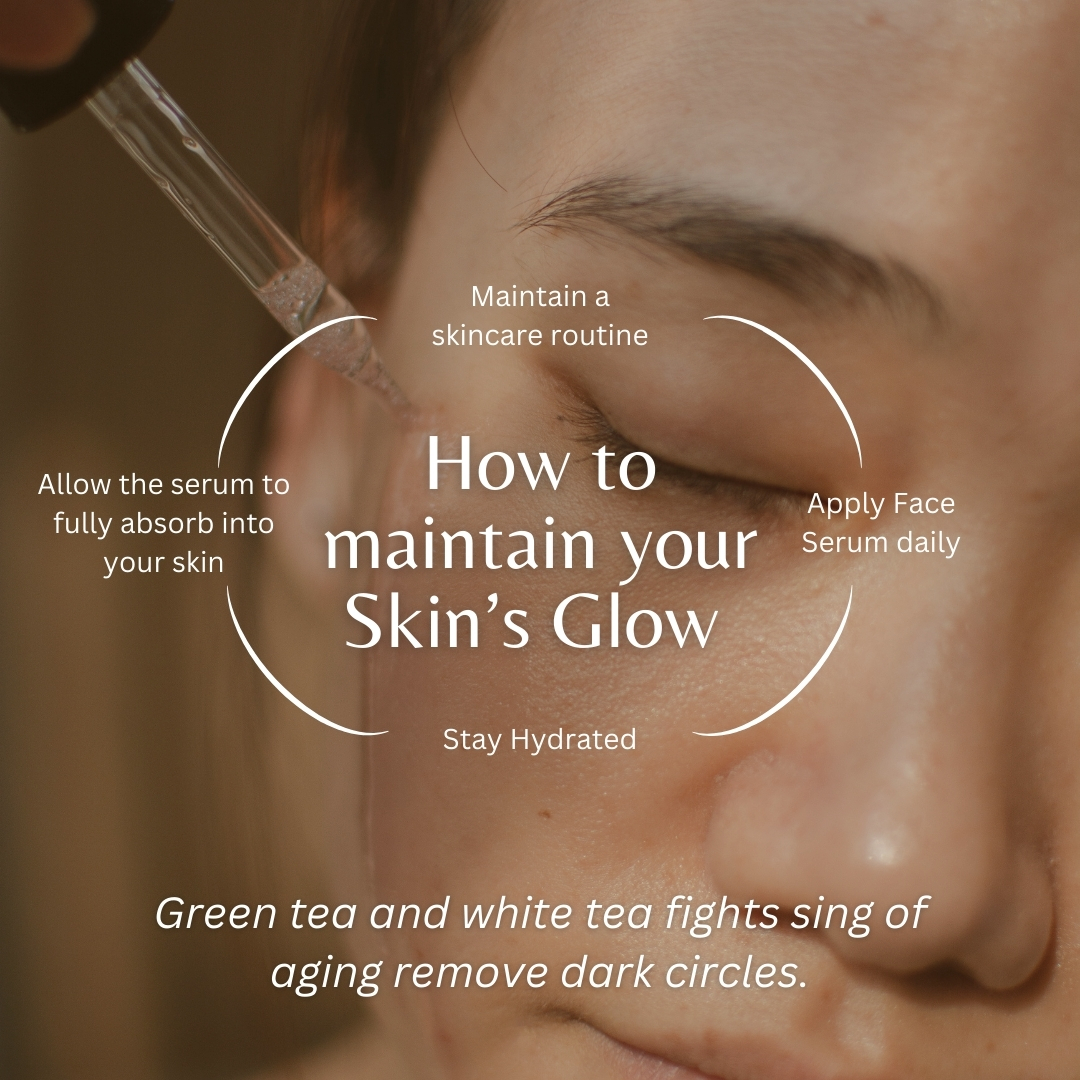 Maintain a
skincare routine
Allow the serum to
fully absorb into
your skin
How to
maintain your
Skin’s Glow
Apply Face
Serum daily
Stay Hydrated
Green tea and white tea fights sing of
aging remove dark circles.